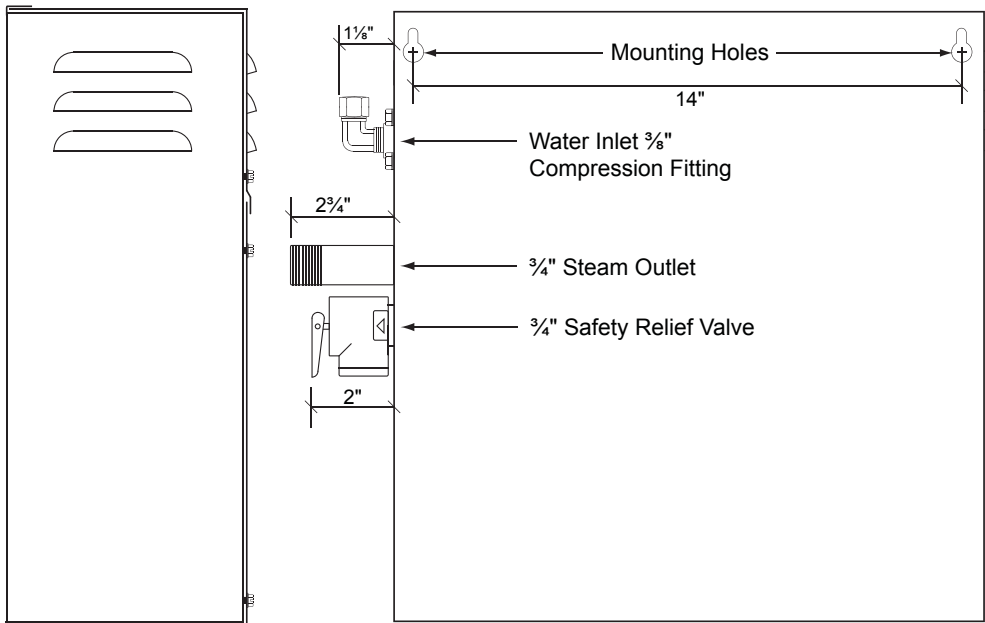 1⅛"
Mounting Holes
14"
Water Inlet ⅜"
Compression Fitting
2¾"
¾" Steam Outlet
¾" Safety Relief Valve
2"